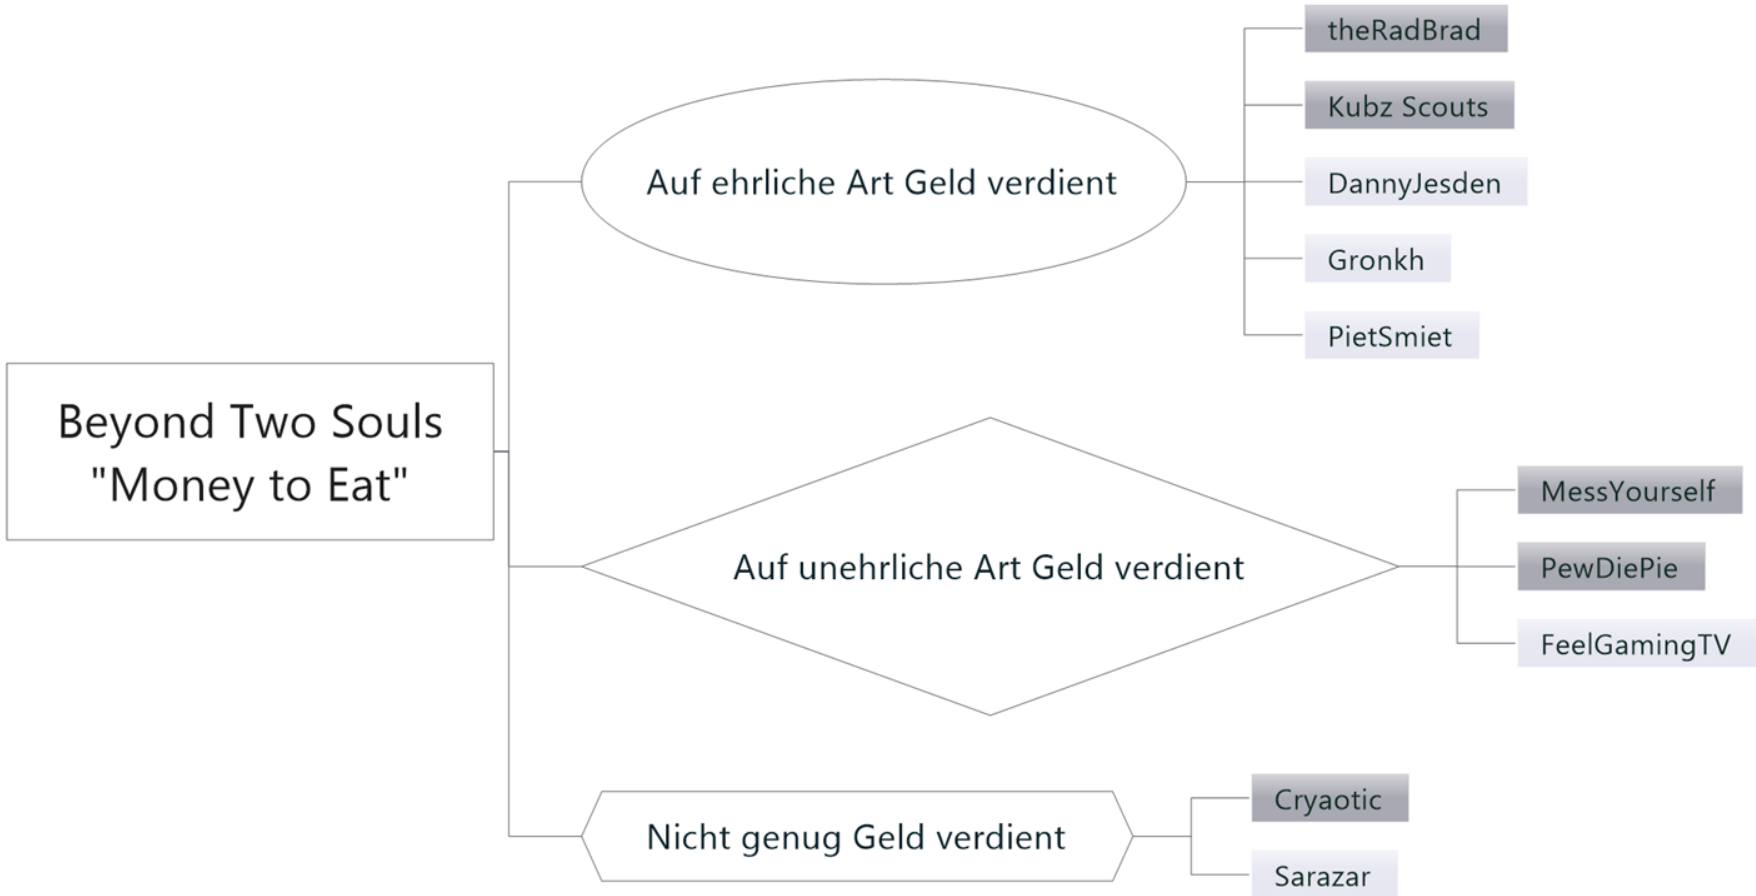 Beyond Two Souls
"Money to Eat"
Auf ehrliche Art Geld verdient
theRadBrad
Kubz Scouts
DannyJesden
Gronkh
PietSmiet
Auf unehrliche Art Geld verdient
MessYourself
PewDiePie
FeelGamingTV
Nicht genug Geld verdient
Cryaotic
Sarazar